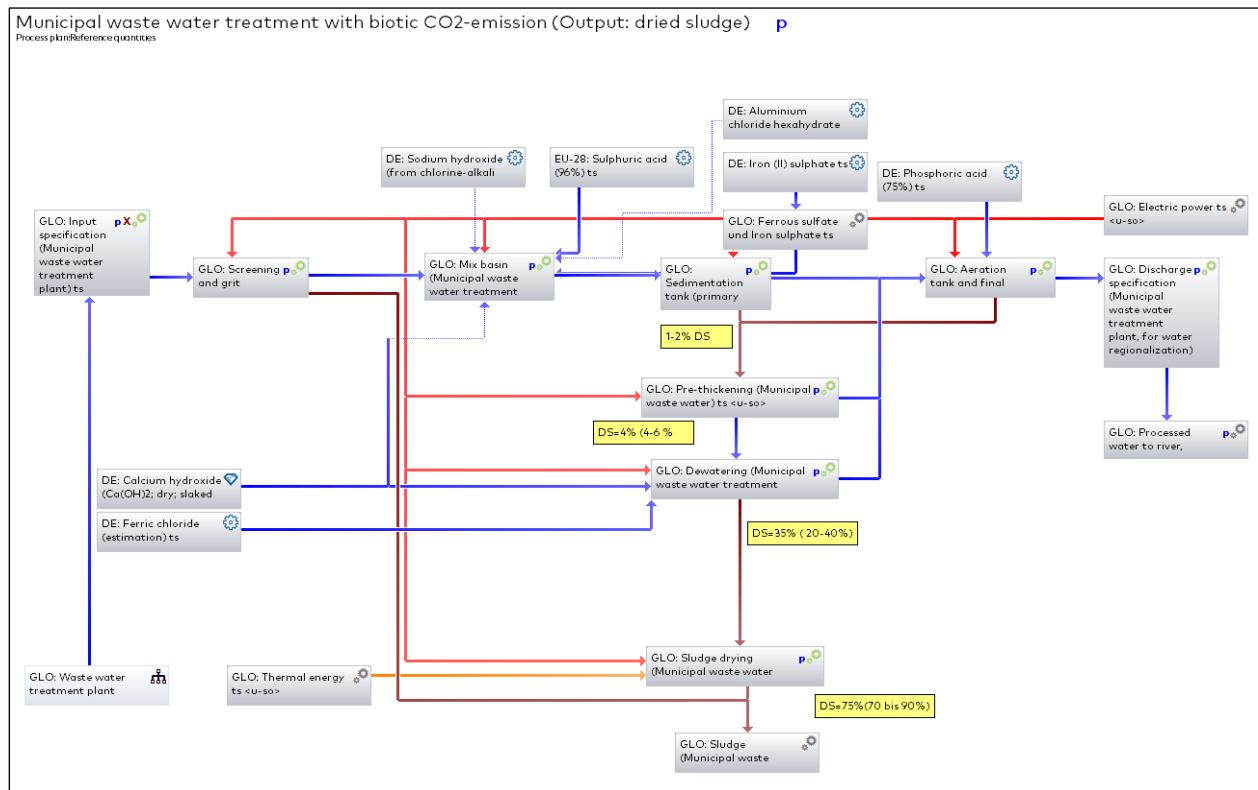 Municipal waste water treatment with biotic CO2-emission (Output: dried sludge) p
Process plan:Reference quantities
DE: Aluminium
chloride hexahydrate
DE: Sodium hydroxide
(from chlorine-alkali
EU-28: Sulphuric acid
(96%) ts
DE: Iron (II) sulphate ts
DE: Phosphoric acid
(75%) ts
GLO: Electric power ts
<u-so>
GLO: Input
specification
(Municipal
waste water
treatment
plant) ts
pX
GLO: Ferrous sulfate
und Iron sulphate ts
GLO: Screening
and grit
p
GLO: Mix basin
(Municipal waste
water treatment
p
GLO:
Sedimentation
tank (primary
p
GLO: Aeration
tank and final
p
GLO: Discharge
specification
(Municipal
waste water
treatment
plant, for water
regionalization)
p
1-2% DS
GLO: Pre-thickening (Municipal
waste water) ts <u-so>
p
GLO: Processed
water to river,
p
DS=4% (4-6 %
GLO: Dewatering (Municipal
waste water treatment
p
DE: Calcium hydroxide
(Ca(OH)2; dry; slaked
DE: Ferric chloride
(estimation) ts
DS=35% ( 20-40%)
GLO: Sludge drying
(Municipal waste water
p
GLO: Waste water
treatment plant
GLO: Thermal energy
ts <u-so>
DS=75%(70 bis 90%)
GLO: Sludge
(Municipal waste